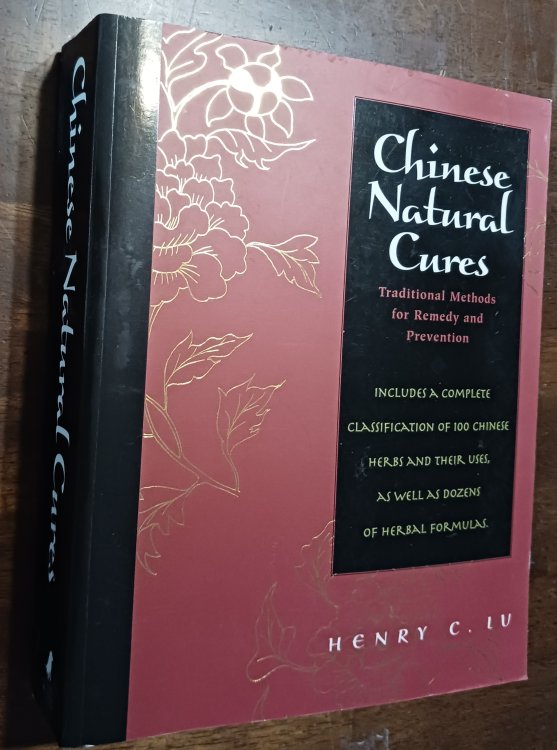 Chinese Natural Cures
Chinese
Natural
Cures
Traditional Methods
for Remedy and
Prevention
INCLUDES A COMPLETE
CLASSIFICATION OF 100 CHINESE
HERBS AND THEIR USES,
AS WELL AS DOZENS
OF HERBAL FORMULAS.
HENRY C. LU